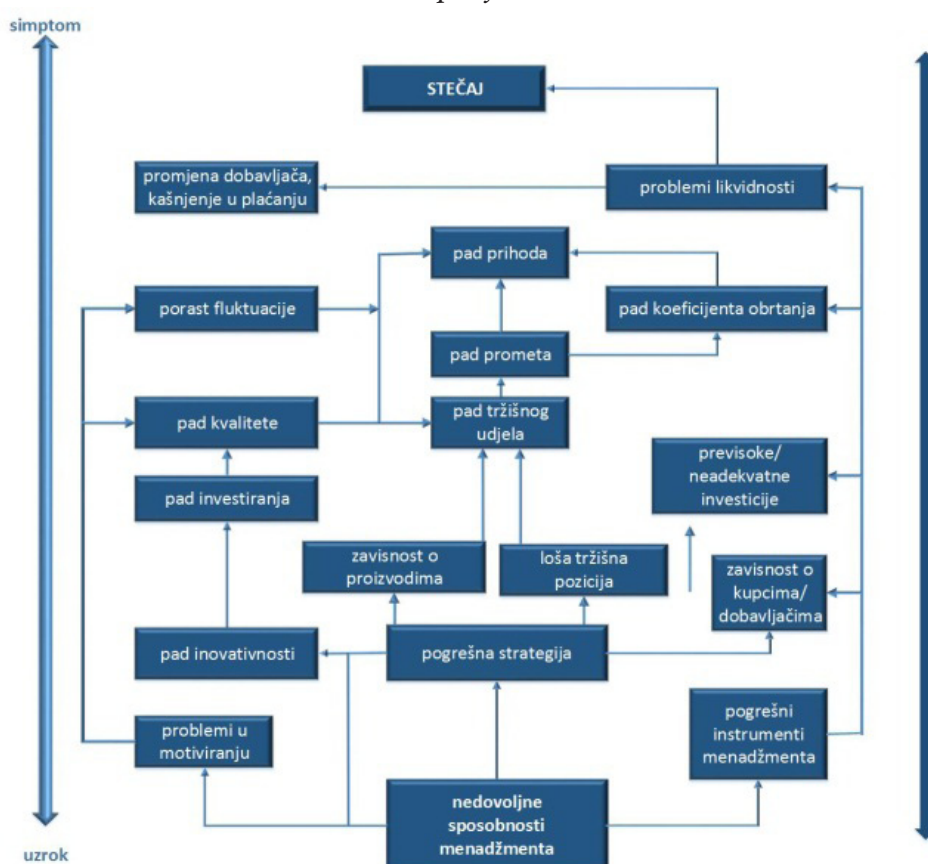 simptom
STEČAJ
promjena dobavljača,
kašnjenje u plaćanju
problemi likvidnosti
pad prihoda
porast fluktuacije
pad koeficijenta obrtanja
pad prometa
pad kvalitete
pad tržišnog
udjela
previsoke/
neadekvatne
investicije
pad investiranja
zavisnost o
proizvodima
loša tržišna
pozicija
zavisnost o
kupcima/
dobavljačima
pad inovativnosti
pogrešna strategija
problemi u
motiviranju
pogrešni
instrumenti
menadžmenta
nedovoljne
sposobnosti
menadžmenta
uzrok